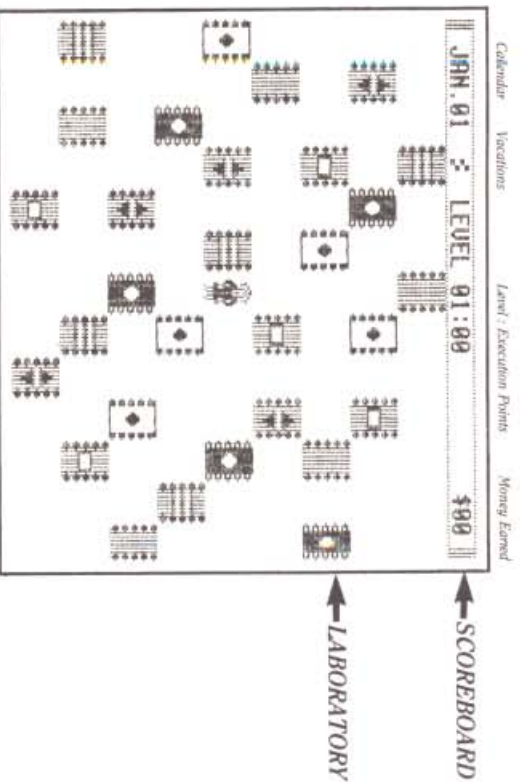 Calendar Vacations Level : Execution Points Money Earned
JAN.01 LEVEL 01:00 $00
SCOREBOARD
LABORATORY